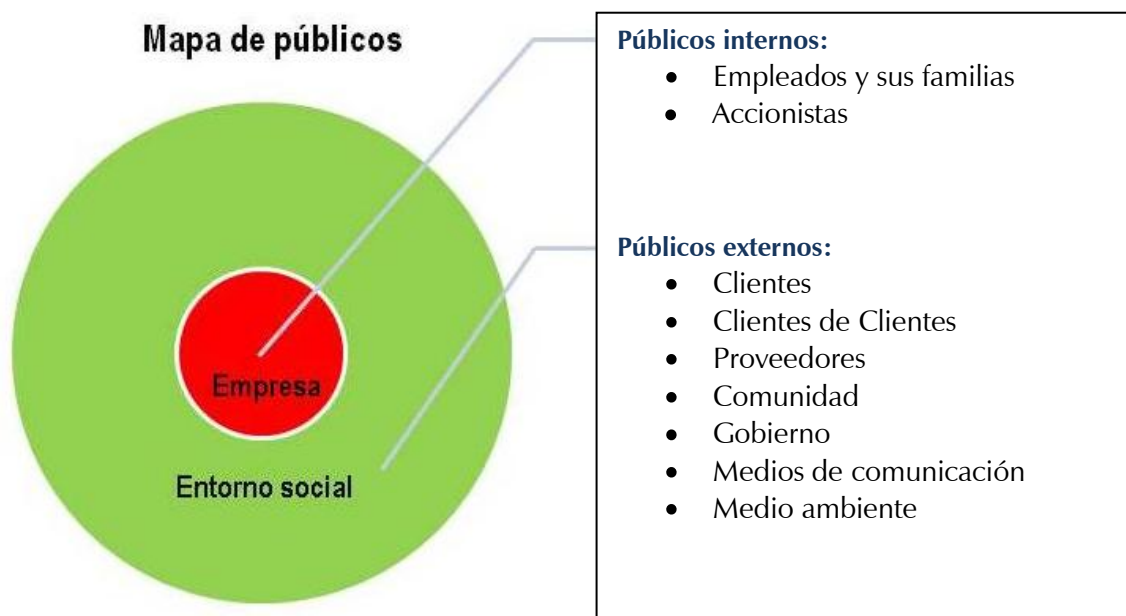 Mapa de públicos
Empresa
Entorno social
Públicos internos:
• Empleados y sus familias
• Accionistas
Públicos externos:
• Clientes
• Clientes de Clientes
• Proveedores
• Comunidad
• Gobierno
• Medios de comunicación
• Medio ambiente